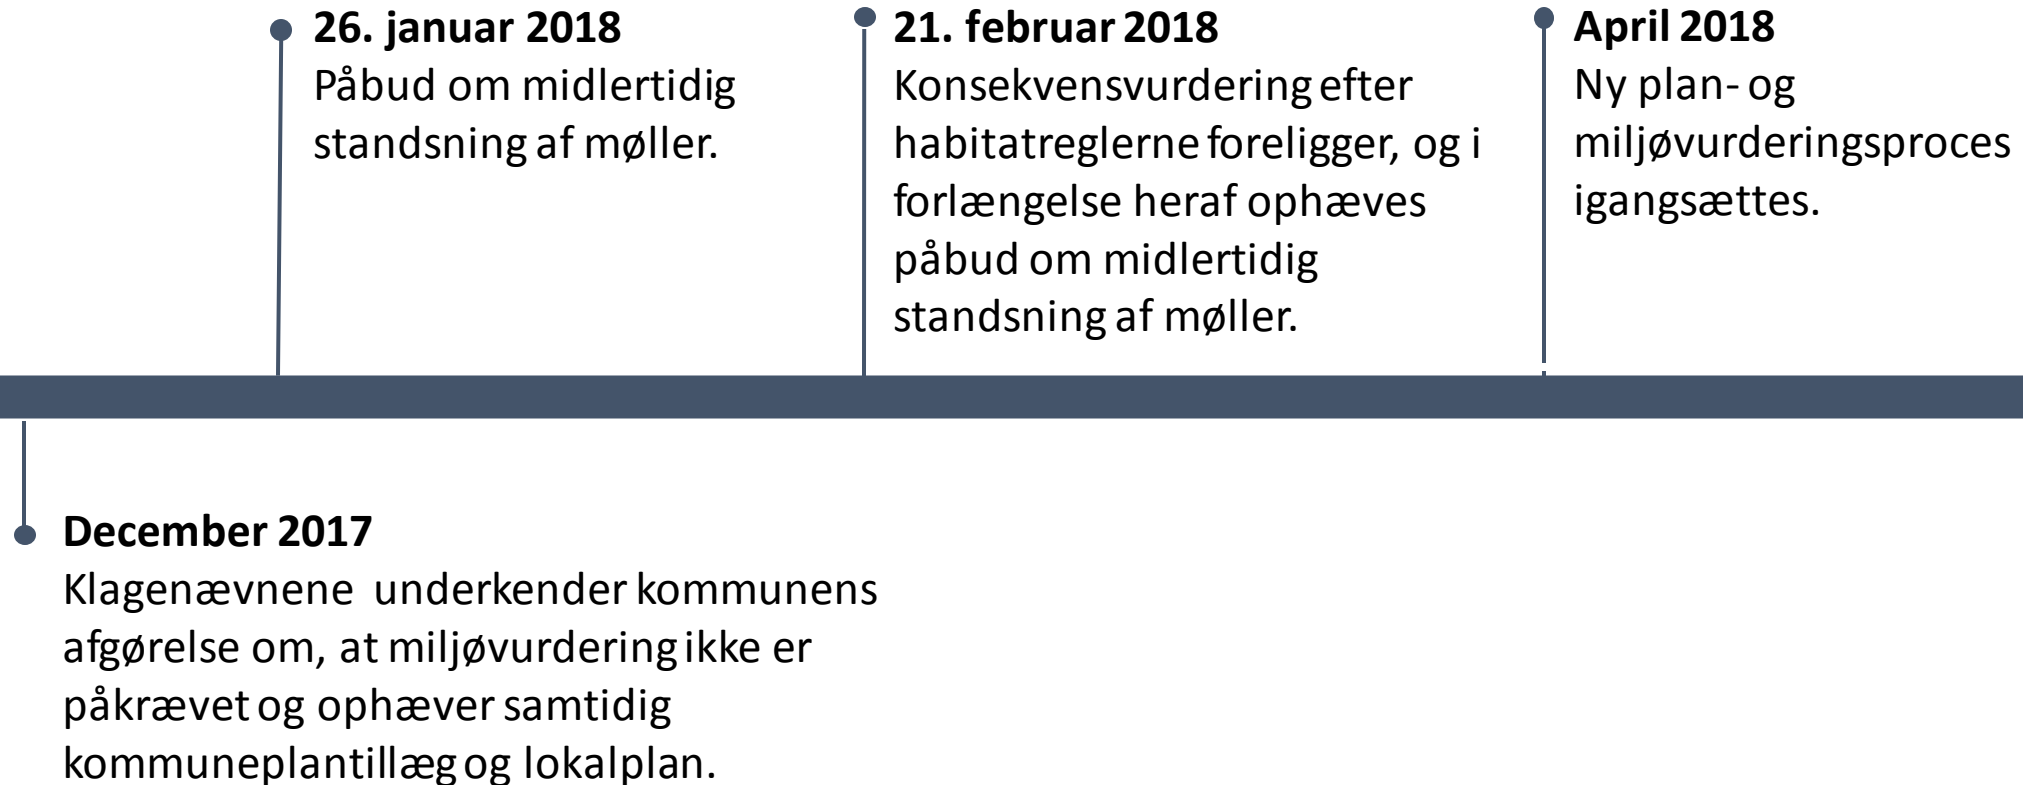 26. januar 2018
Påbud om midlertidig
standsning af møller.
21. februar 2018
Konsekvensvurdering efter
habitatreglerne foreligger, og i
forlængelse heraf ophæves
påbud om midlertidig
standsning af møller.
April 2018
Ny plan- og
miljøvurderingsproces
igangsættes.
December 2017
Klagenævnene underkender kommunens
afgørelse om, at miljøvurdering ikke er
påkrævet og ophæver samtidig
kommuneplantillæg og lokalplan.